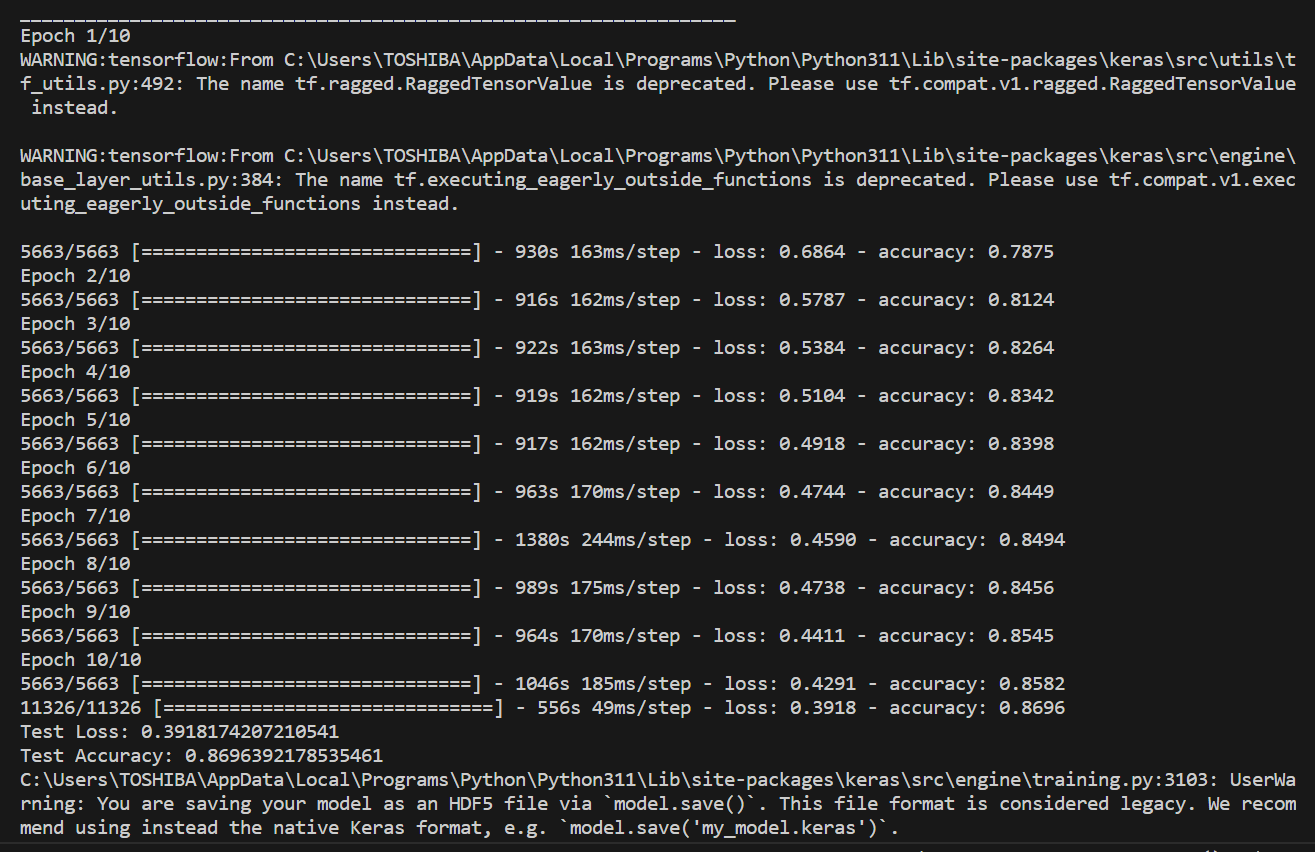 _________________________________________________________________
Epoch 1/10
WARNING:tensorflow:From C:\Users\TOSHIBA\AppData\Local\Programs\Python\Python311\Lib\site-packages\keras\src\utils\t
f_utils.py:492: The name tf.ragged.RaggedTensorValue is deprecated. Please use tf.compat.v1.ragged.RaggedTensorValue
 instead.

WARNING:tensorflow:From C:\Users\TOSHIBA\AppData\Local\Programs\Python\Python311\Lib\site-packages\keras\src\engine\
base_layer_utils.py:384: The name tf.executing_eagerly_outside_functions is deprecated. Please use tf.compat.v1.exec
uting_eagerly_outside_functions instead.

5663/5663 [==============================] - 930s 163ms/step - loss: 0.6864 - accuracy: 0.7875
Epoch 2/10
5663/5663 [==============================] - 916s 162ms/step - loss: 0.5787 - accuracy: 0.8124
Epoch 3/10
5663/5663 [==============================] - 922s 163ms/step - loss: 0.5384 - accuracy: 0.8264
Epoch 4/10
5663/5663 [==============================] - 919s 162ms/step - loss: 0.5104 - accuracy: 0.8342
Epoch 5/10
5663/5663 [==============================] - 917s 162ms/step - loss: 0.4918 - accuracy: 0.8398
Epoch 6/10
5663/5663 [==============================] - 963s 170ms/step - loss: 0.4744 - accuracy: 0.8449
Epoch 7/10
5663/5663 [==============================] - 1380s 244ms/step - loss: 0.4590 - accuracy: 0.8494
Epoch 8/10
5663/5663 [==============================] - 989s 175ms/step - loss: 0.4738 - accuracy: 0.8456
Epoch 9/10
5663/5663 [==============================] - 964s 170ms/step - loss: 0.4411 - accuracy: 0.8545
Epoch 10/10
5663/5663 [==============================] - 1046s 185ms/step - loss: 0.4291 - accuracy: 0.8582
11326/11326 [==============================] - 556s 49ms/step - loss: 0.3918 - accuracy: 0.8696
Test Loss: 0.3918174207210541
Test Accuracy: 0.8696392178535461
C:\Users\TOSHIBA\AppData\Local\Programs\Python\Python311\Lib\site-packages\keras\src\engine\training.py:3103: UserWa
rning: You are saving your model as an HDF5 file via `model.save()`. This file format is considered legacy. We recom
mend using instead the native Keras format, e.g. `model.save('my_model.keras')`.